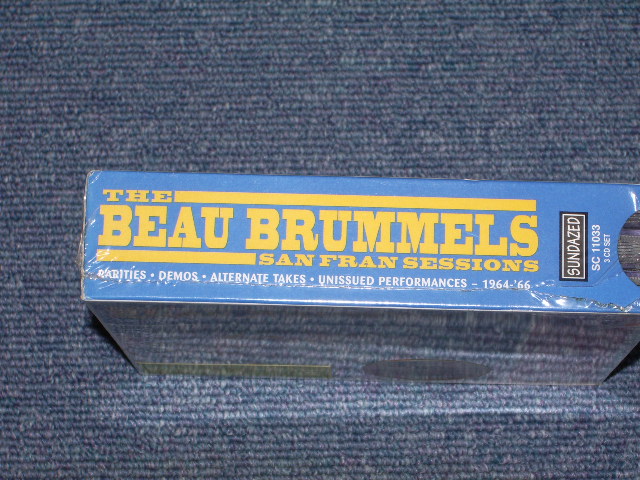 THE
BEAU BRUMMELS
SAN FRAN SESSIONS
RARITIES • DEMOS • ALTERNATE TAKES • UNISSUED PERFORMANCES – 1964-'66
SUNDAZED
SC 11033
3 CD SET